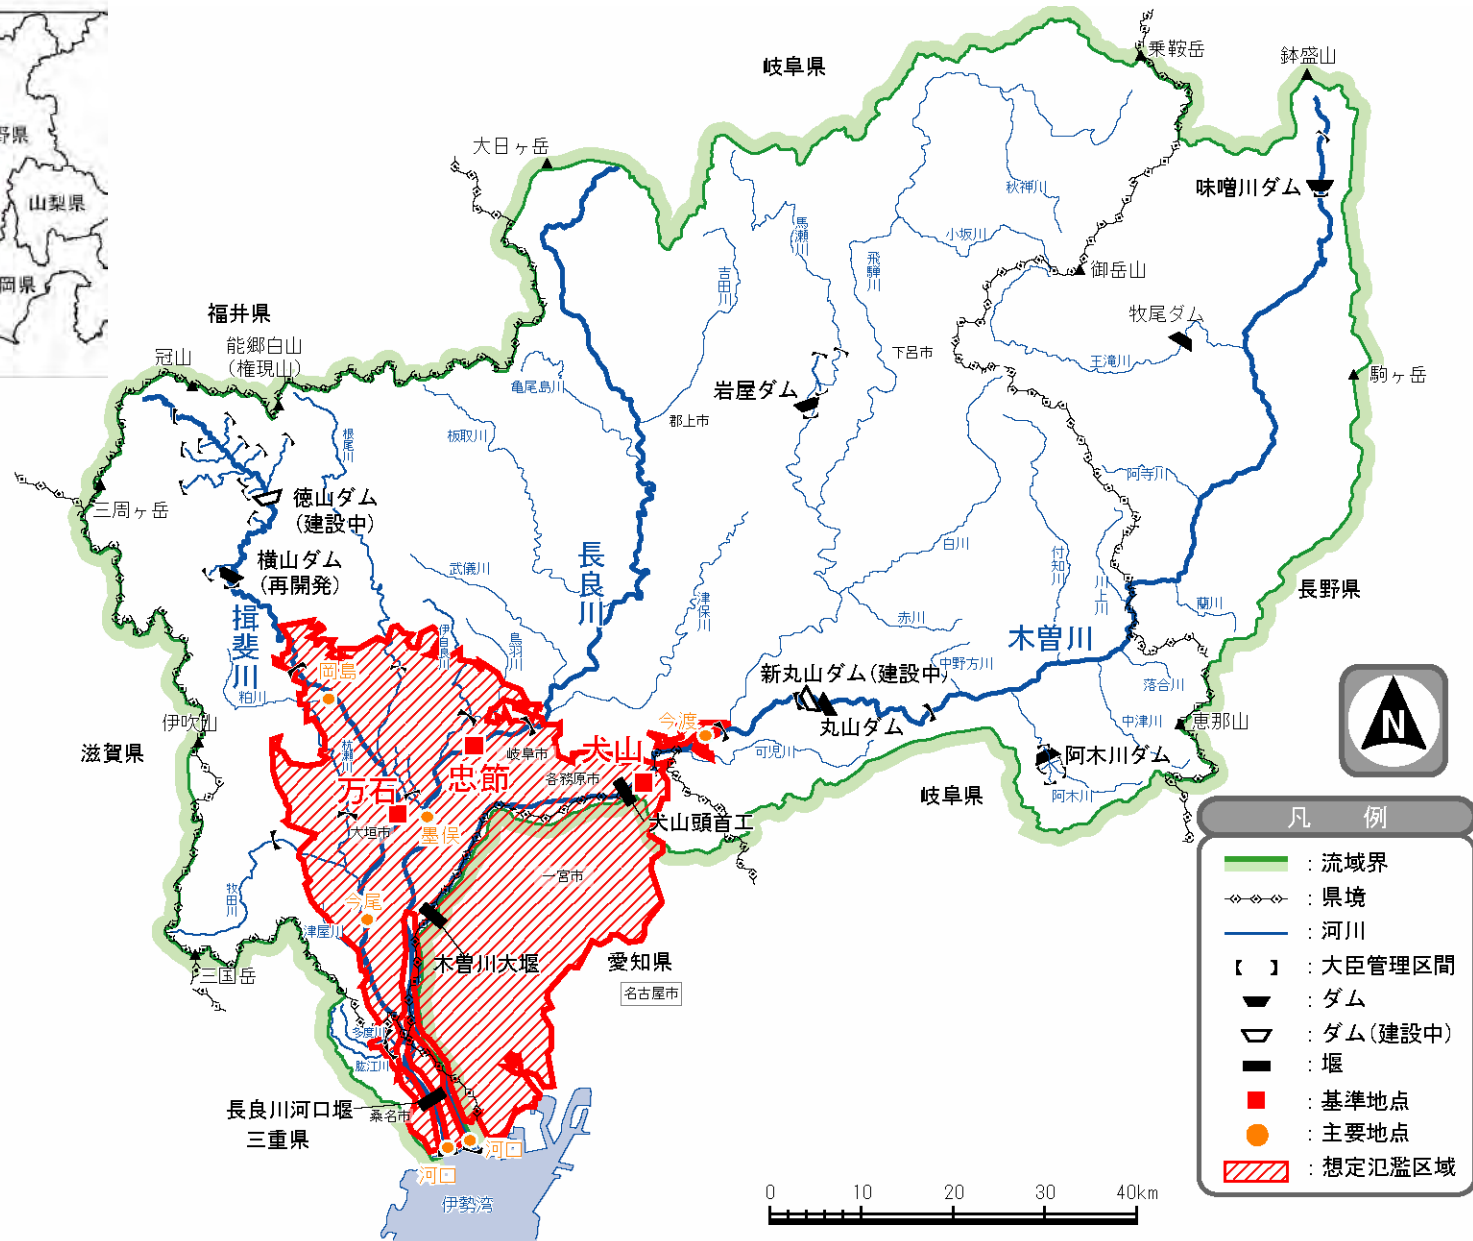 野県
山梨県
岡県
岐阜県
乗鞍岳
鉢盛山
大日ヶ岳
味噌川ダム
秋神川
馬瀬川
小坂川
飛騨川
吉田川
御岳山
牧尾ダム
福井県
能郷白山
(権現山)
冠山
下呂市
王滝川
駒ヶ岳
亀尾島川
岩屋ダム
郡上市
板取川
根尾川
阿寺川
三周ヶ岳
徳山ダム
(建設中)
横山ダム
(再開発)
武儀川
長良川
白川
付知川
川上川
津保川
蘭川
長野県
揖斐川
伊自良川
鳥羽川
赤川
木曽川
岡島
粕川
新丸山ダム(建設中)
中野方川
落合川
伊吹山
今渡
丸山ダム
中津川
恵那山
滋賀県
杭瀬川
岐阜市
犬山
可児川
阿木川ダム
忠節
各務原市
万石
岐阜県
阿木川
大垣市
墨俣
犬山頭首工
一宮市
牧田川
今尾
津屋川
木曽川大堰
愛知県
名古屋市
三国岳
多度川
肱江川
長良川河口堰
桑名市
三重県
河口
河口
伊勢湾
N
凡 例
：流域界
：県境
：河川
：大臣管理区間
：ダム
：ダム(建設中)
：堰
：基準地点
：主要地点
：想定氾濫区域
0 10 20 30 40km